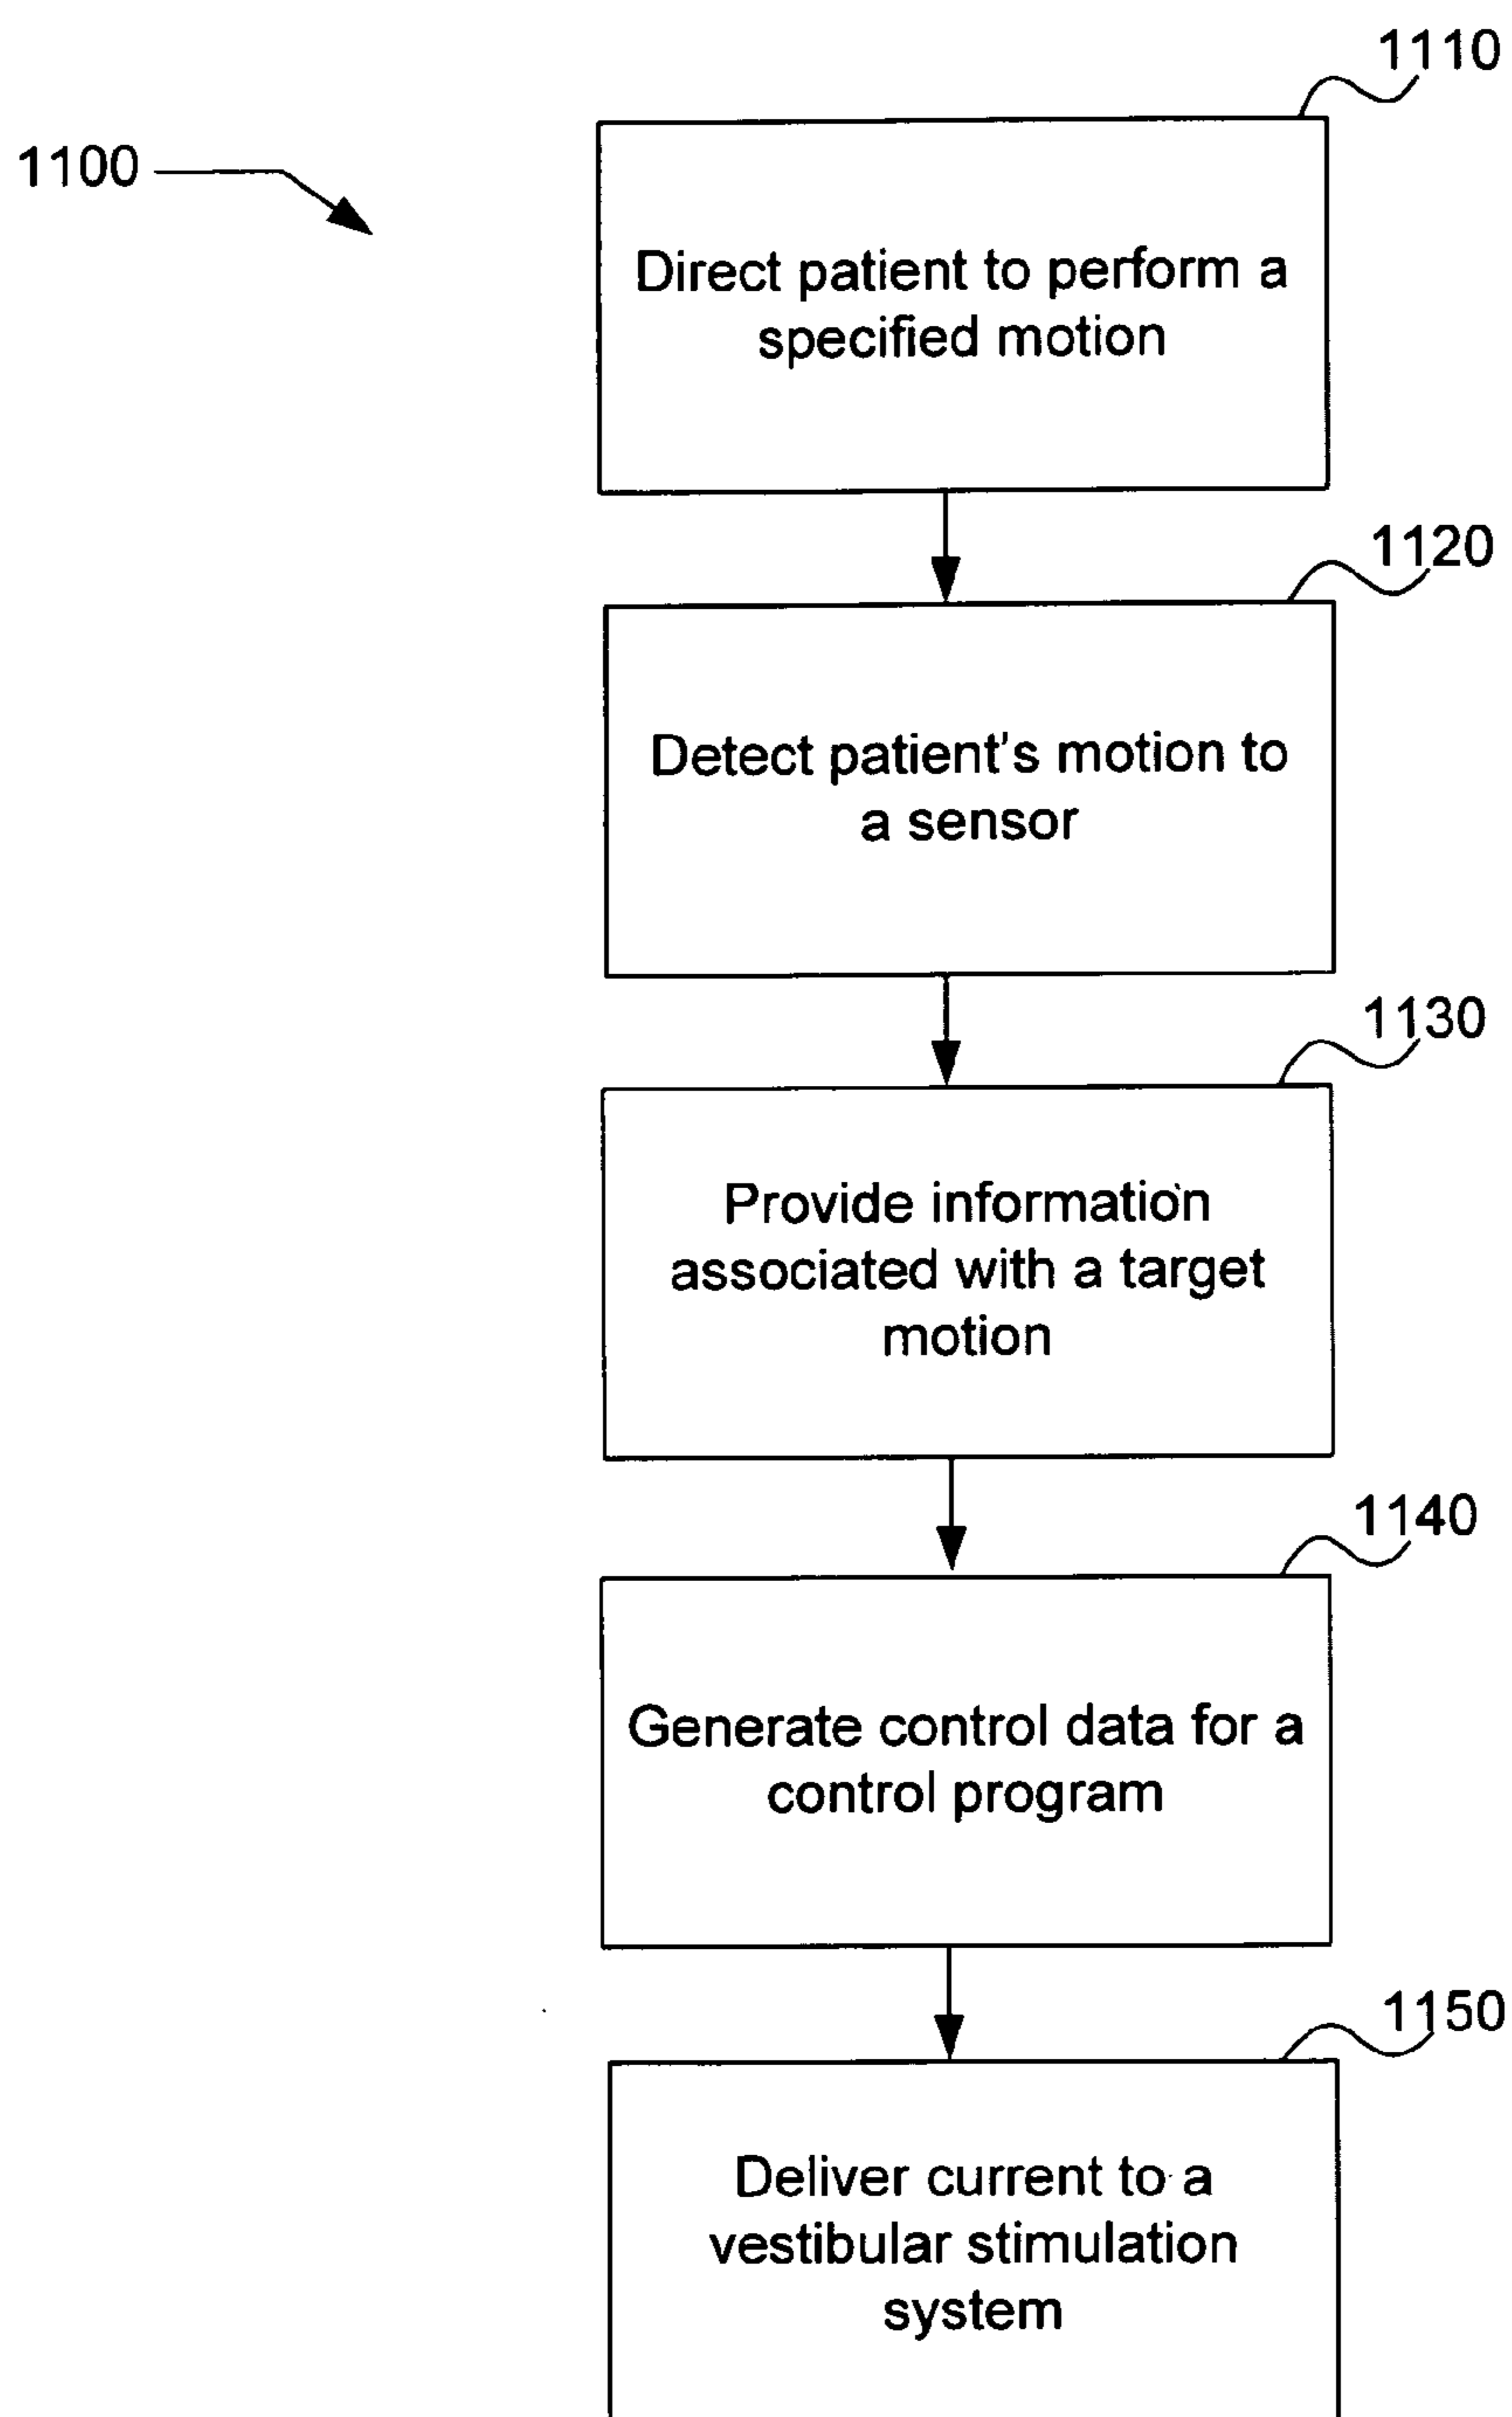 1110
1100
Direct patient to perform a
specified motion
1120
Detect patient's motion to
a sensor
1130
Provide information
associated with a target
motion
1140
Generate control data for a
control program
1150
Deliver current to a
vestibular stimulation
system